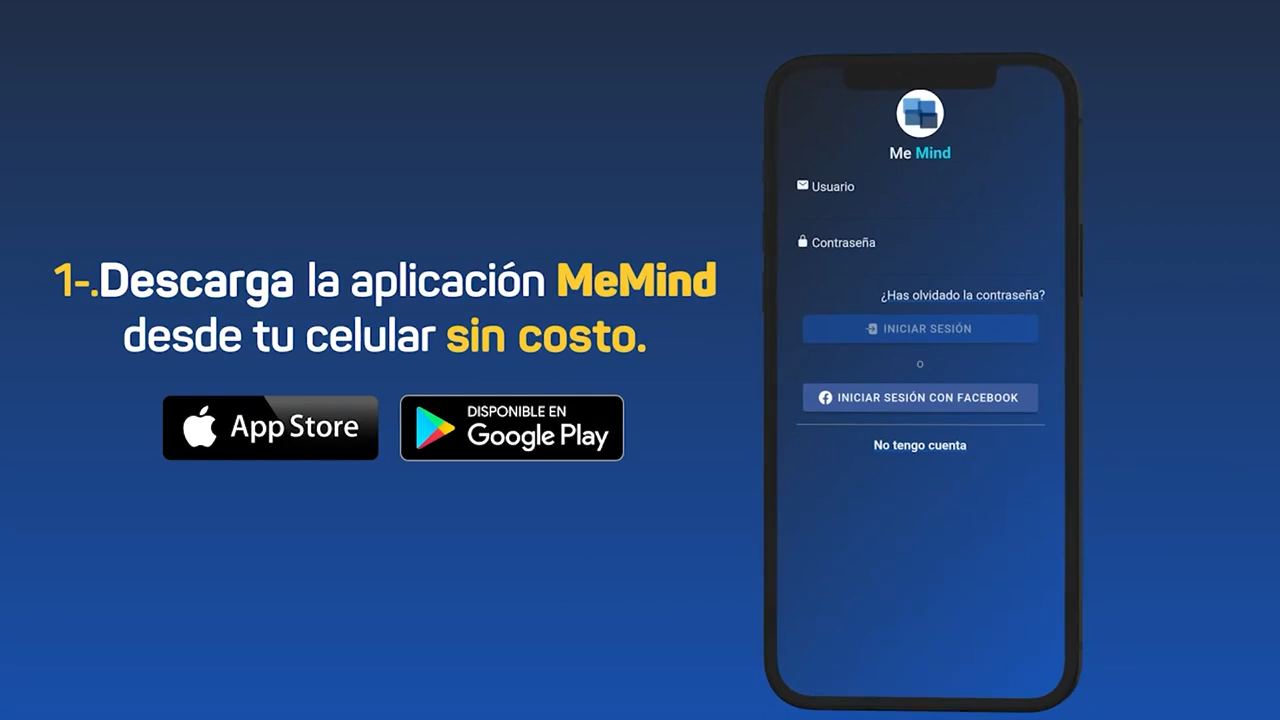 1-.Descarga la aplicación MeMind
desde tu celular sin costo.
App Store
DISPONIBLE EN
Google Play
Me Mind
Usuario
Contraseña
¿Has olvidado la contraseña?
INICIAR SESIÓN
o
INICIAR SESIÓN CON FACEBOOK
No tengo cuenta